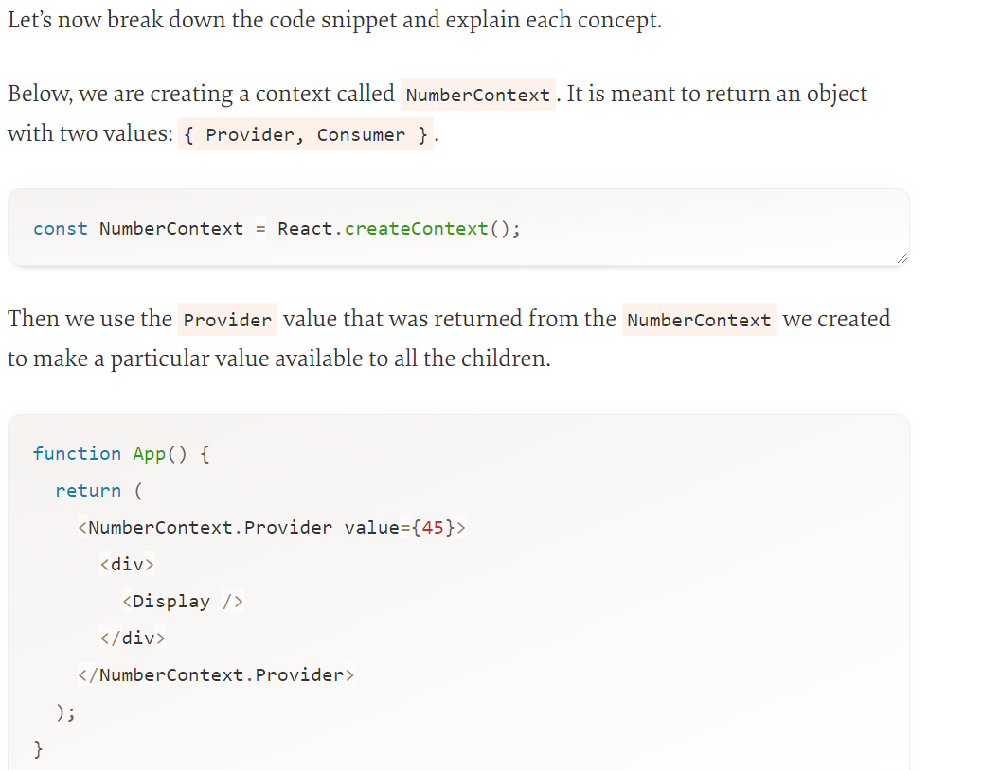 Let’s now break down the code snippet and explain each concept.
Below, we are creating a context called NumberContext. It is meant to return an object
with two values: { Provider, Consumer }.
const NumberContext = React.createContext();
Then we use the Provider value that was returned from the NumberContext we created
to make a particular value available to all the children.
function App() {
  return (
    <NumberContext.Provider value={45}>
      <div>
        <Display />
      </div>
    </NumberContext.Provider>
  );
}